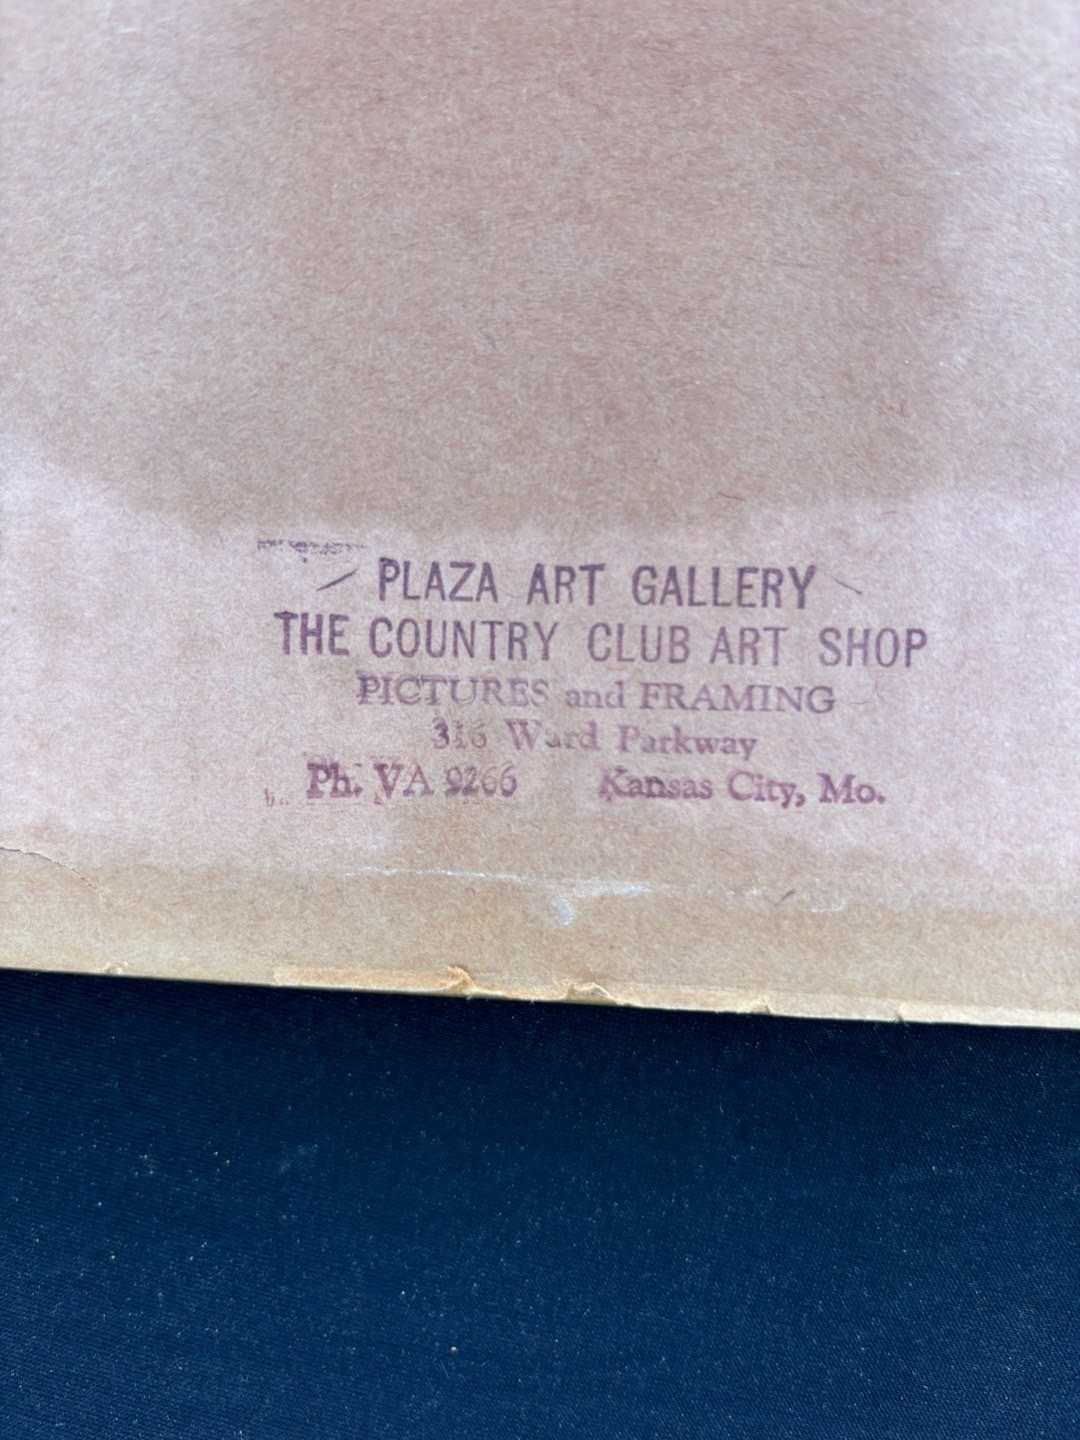 PLAZA ART GALLERY
THE COUNTRY CLUB ART SHOP
PICTURES and FRAMING
316 Ward Parkway
Ph. VA 9266 Kansas City, Mo.